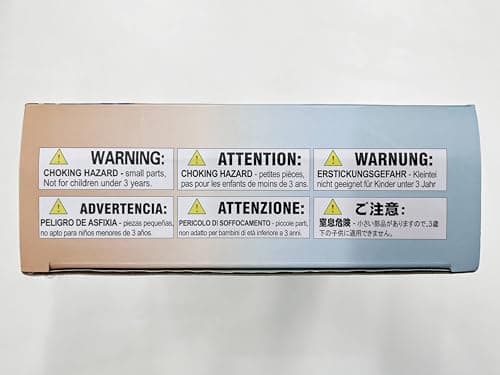 WARNING:
CHOKING HAZARD - small parts,
Not for children under 3 years.
ATTENTION:
CHOKING HAZARD - petites pièces,
pas pour les enfants de moins de 3 ans.
WARNUNG:
ERSTICKUNGSGEFAHR - Kleintei
nicht geeignet für Kinder unter 3 Jahr
ADVERTENCIA:
PELIGRO DE ASFIXIA - piezas pequeñas,
no apto para niños menores de 3 años.
ATTENZIONE:
PERICOLO DI SOFFOCAMENTO - piccole parti,
non adatto per bambini di età inferiore a 3 anni.
ご注意:
窒息危険 - 小さい部品がありますので、3歳
下の子供に適用できません。